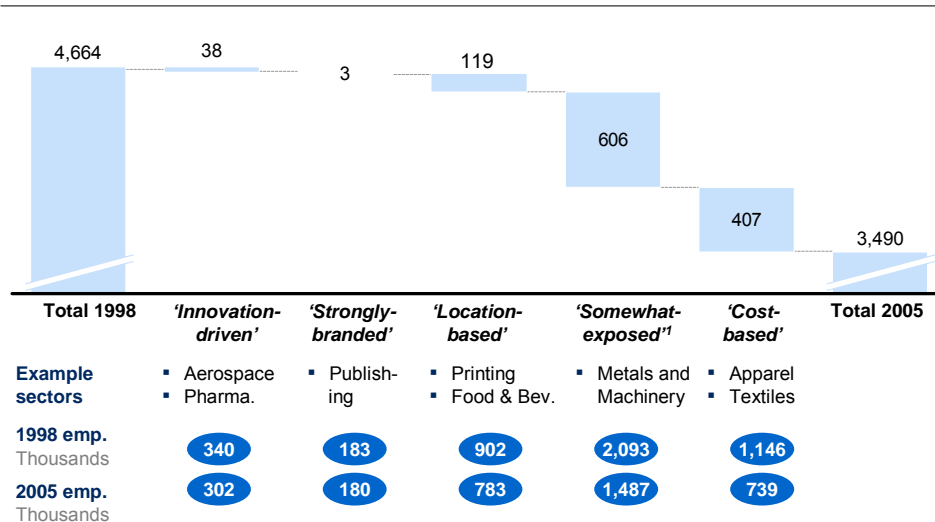 4,664
38
3
119
606
407
3,490
Total 1998
‘Innovation-
driven’
‘Strongly-
branded’
‘Location-
based’
‘Somewhat-
exposed’¹
‘Cost-
based’
Total 2005
Example
sectors
▪ Aerospace
▪ Pharma.
▪ Publish-
ing
▪ Printing
▪ Food & Bev.
▪ Metals and
Machinery
▪ Apparel
▪ Textiles
1998 emp.
Thousands
340
183
902
2,093
1,146
2005 emp.
Thousands
302
180
783
1,487
739